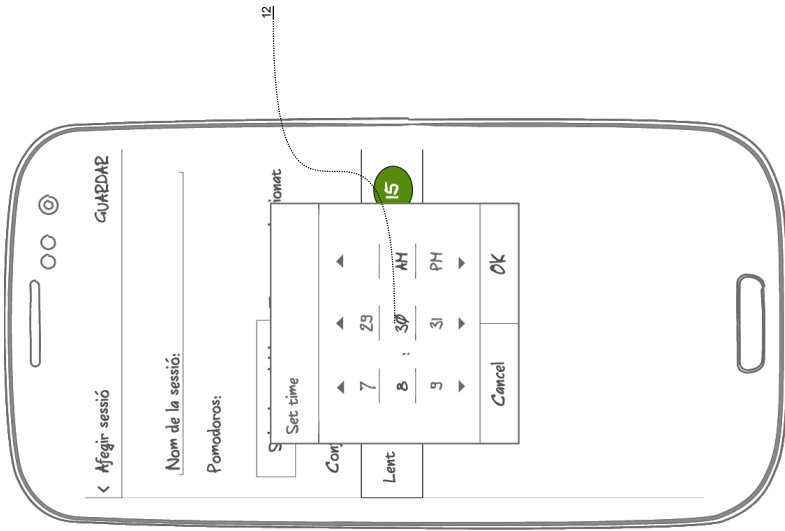 12
< Afegir sessió GUARDAR
Nom de la sessió:
Pomodoros:
ionat
Lent 15
Set time
7 29
8 : 30 AM
9 31 PM
Cancel OK